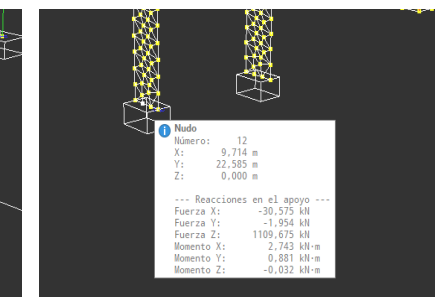 Nudo
Número: 12
X: 9,714 m
Y: 22,585 m
Z: 0,000 m
--- Reacciones en el apoyo ---
Fuerza X: -30,575 kN
Fuerza Y: -1,954 kN
Fuerza Z: 1109,675 kN
Momento X: 2,743 kN·m
Momento Y: 0,881 kN·m
Momento Z: -0,032 kN·m